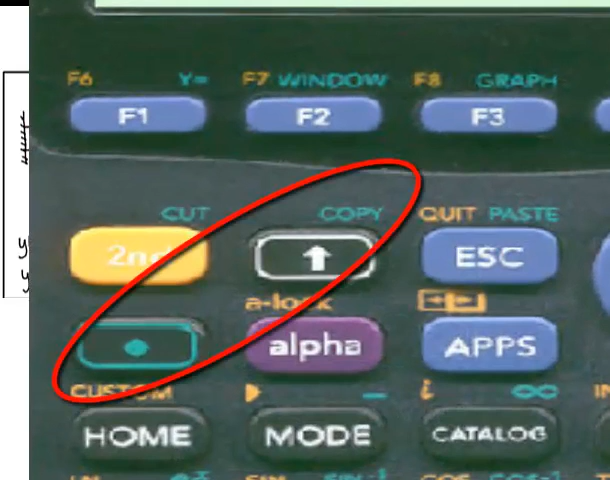 F6 Y= F7 WINDOW F8 GRAPH
F1 F2 F3
CUT COPY QUIT PASTE
2nd ESC
a-lock
alpha APPS
CUSTOM i ∞
HOME MODE CATALOG